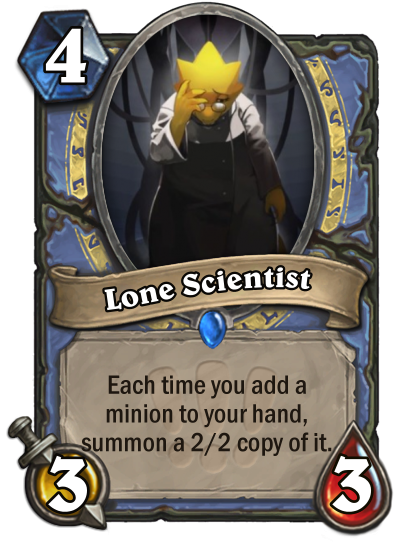 4
Lone Scientist
Each time you add a
minion to your hand,
summon a 2/2 copy of it.
3
3